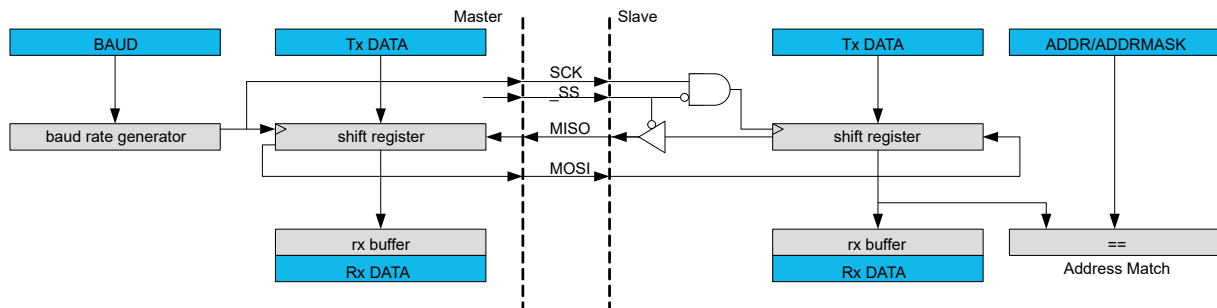 Master
Slave
BAUD
Tx DATA
Tx DATA
ADDR/ADDRMASK
SCK
_SS
baud rate generator
shift register
MISO
shift register
MOSI
rx buffer
rx buffer
==
Rx DATA
Rx DATA
Address Match